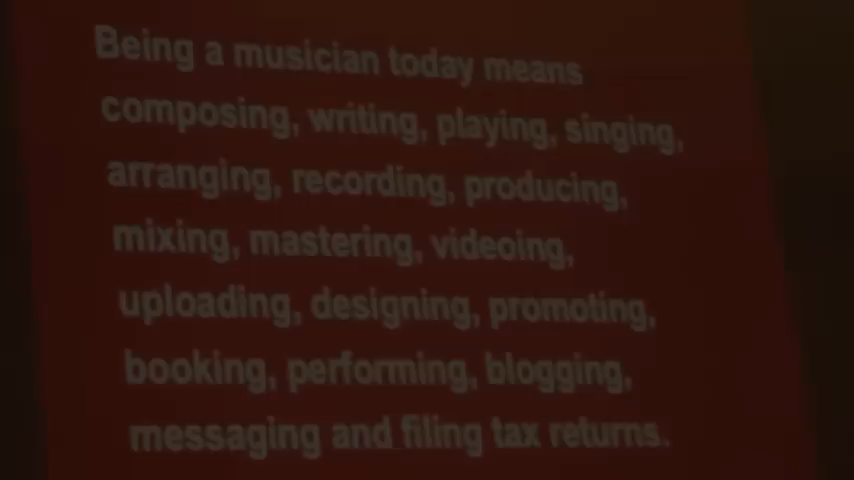 Being a musician today means
composing, writing, playing, singing,
arranging, recording, producing,
mixing, mastering, videoing,
uploading, designing, promoting,
booking, performing, blogging,
messaging and filing tax returns.